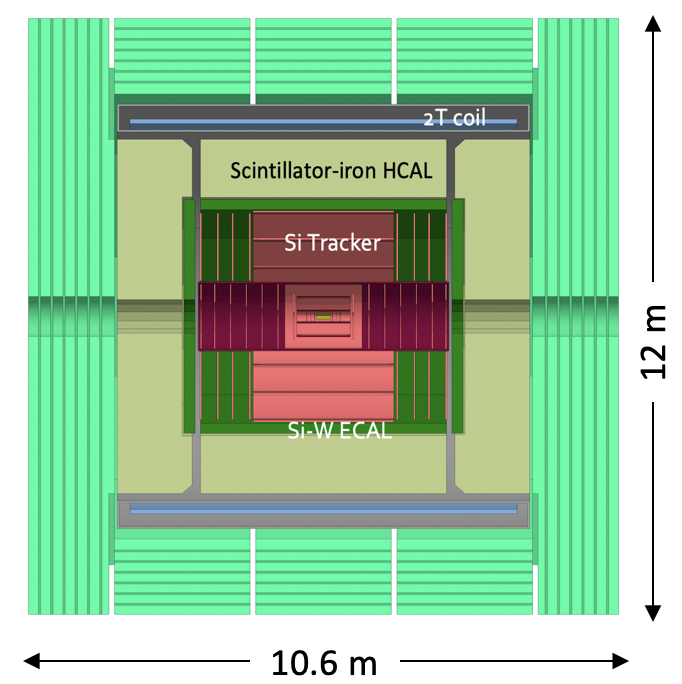 2T coil
Scintillator-iron HCAL
Si Tracker
Si-W ECAL
12 m
10.6 m